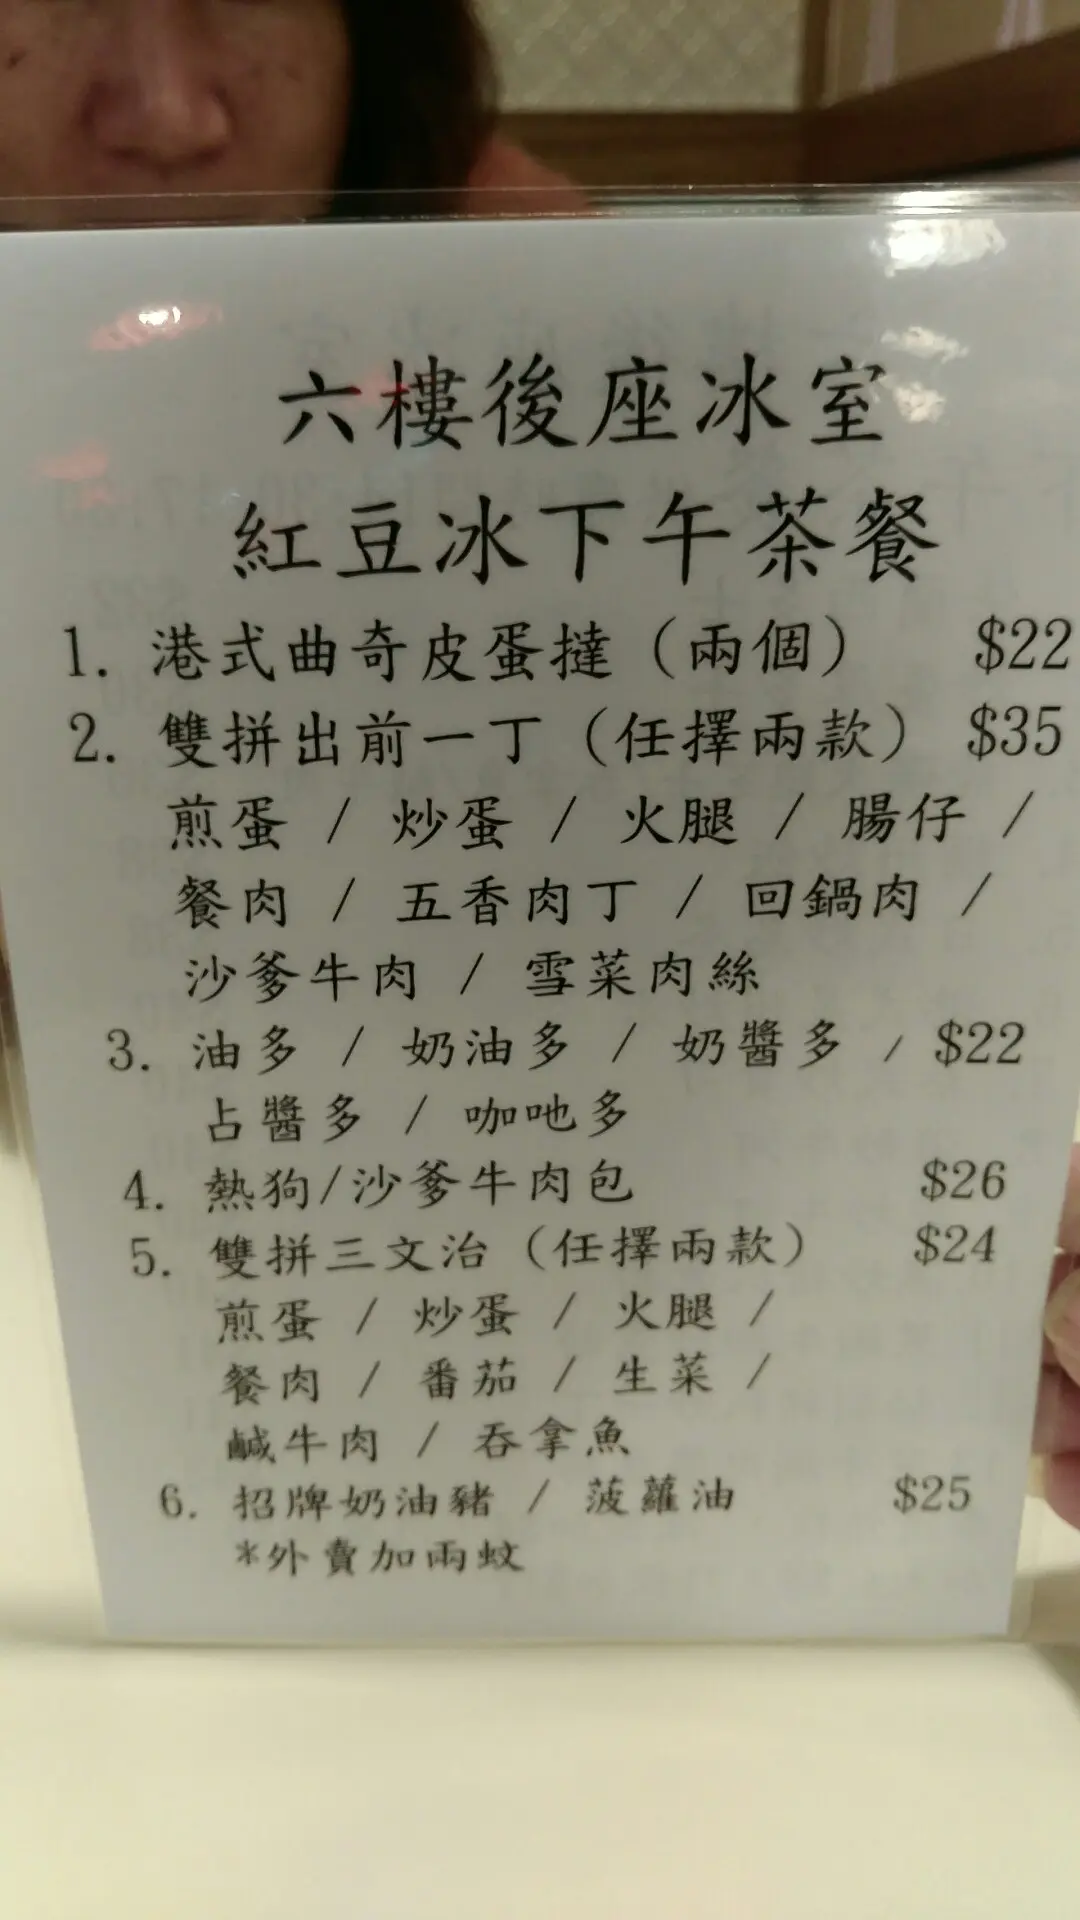 六樓後座冰室
紅豆冰下午茶餐
1. 港式曲奇皮蛋撻（兩個） $22
2. 雙拼出前一丁（任擇兩款） $35
煎蛋 / 炒蛋 / 火腿 / 腸仔 /
餐肉 / 五香肉丁 / 回鍋肉 /
沙爹牛肉 / 雪菜肉絲
3. 油多 / 奶油多 / 奶醬多 / $22
占醬多 / 咖吔多
4. 熱狗/沙爹牛肉包 $26
5. 雙拼三文治（任擇兩款） $24
煎蛋 / 炒蛋 / 火腿 /
餐肉 / 番茄 / 生菜 /
鹹牛肉 / 吞拿魚
6. 招牌奶油豬 / 菠蘿油 $25
*外賣加兩蚊